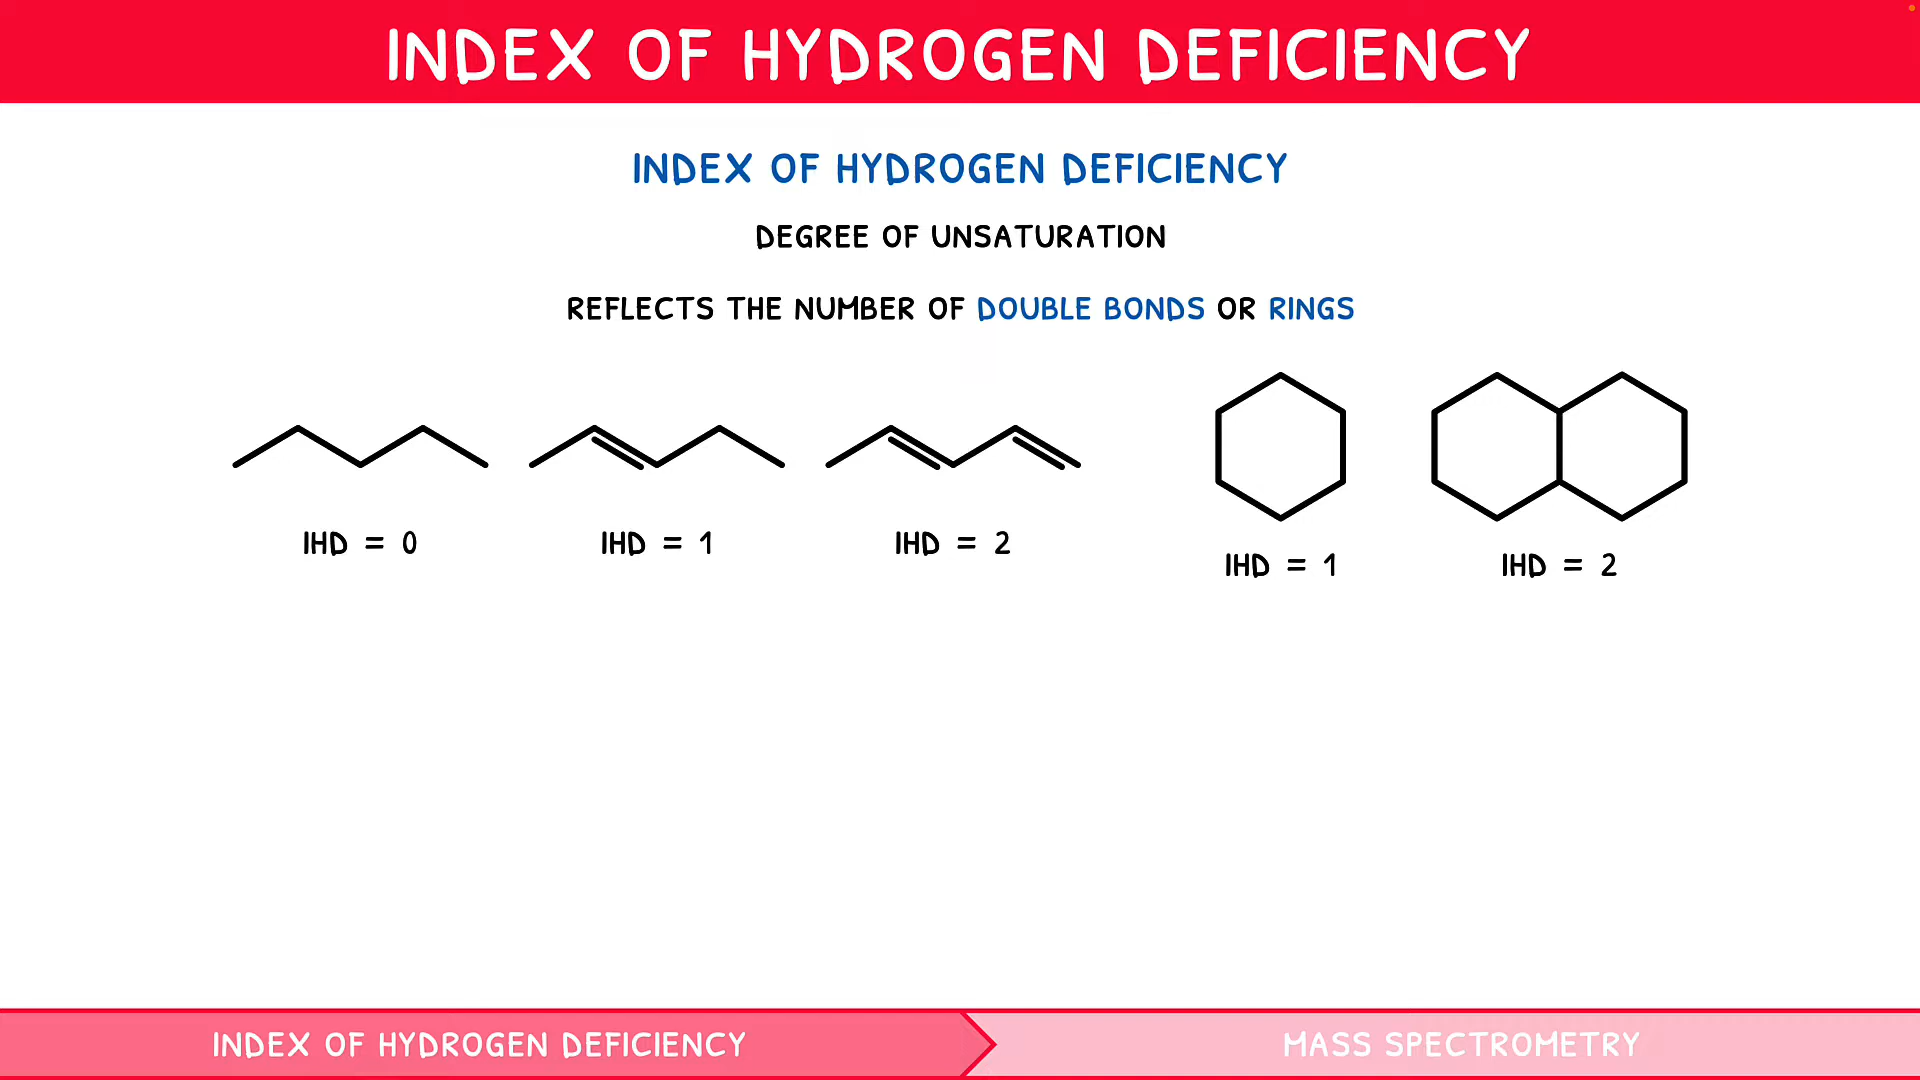 INDEX OF HYDROGEN DEFICIENCY
INDEX OF HYDROGEN DEFICIENCY
DEGREE OF UNSATURATION
REFLECTS THE NUMBER OF DOUBLE BONDS OR RINGS
IHD = 0
IHD = 1
IHD = 2
IHD = 1
IHD = 2
INDEX OF HYDROGEN DEFICIENCY
MASS SPECTROMETRY